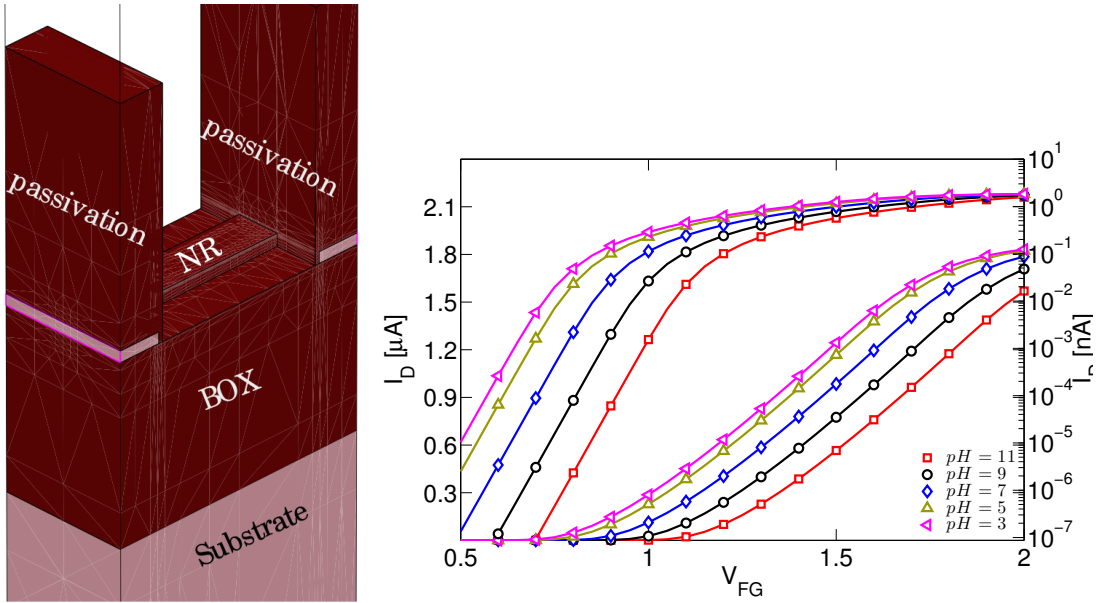 passivation
passivation
NR
BOX
Substrate
I_D [μA]
2.1
1.8
1.5
1.2
0.9
0.6
0.3
0.5
1
1.5
2
V_FG
10^1
10^0
10^-1
10^-2
10^-3
10^-4
10^-5
10^-6
10^-7
I_D [nA]
pH = 11
pH = 9
pH = 7
pH = 5
pH = 3